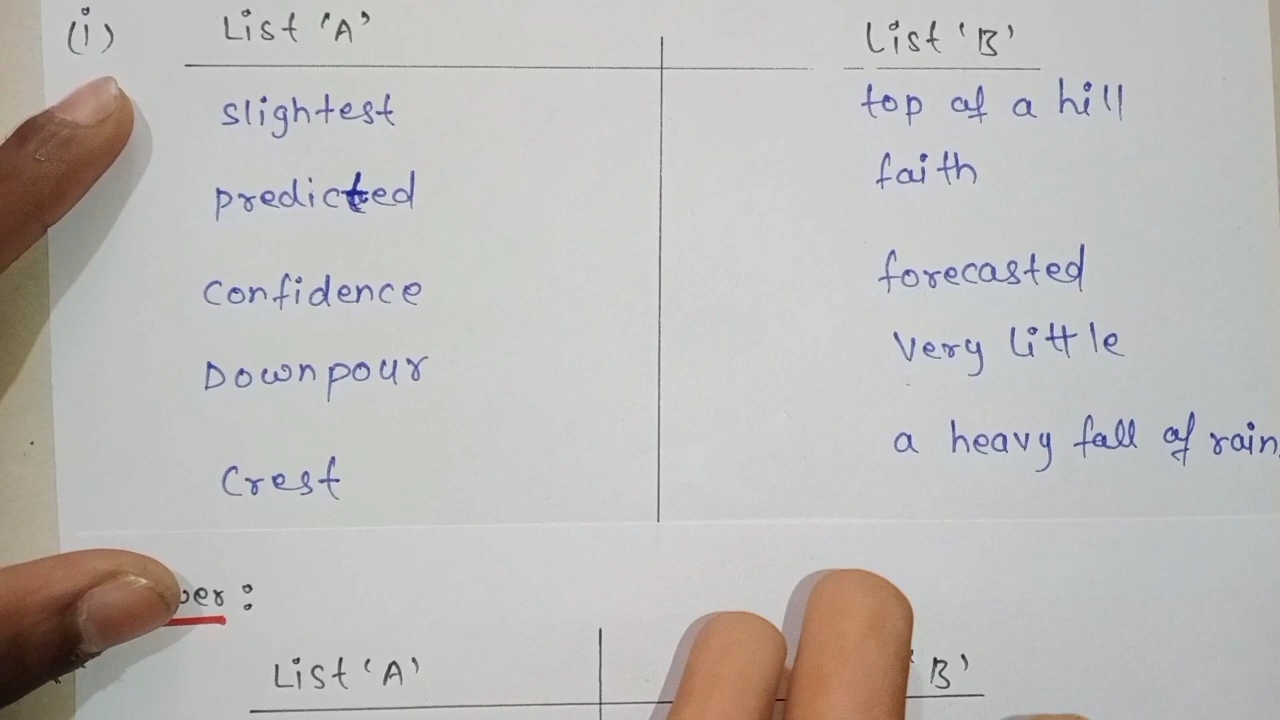 (i) List 'A' List 'B'
slightest top of a hill
predicted faith
confidence forecasted
Downpour very little
Crest a heavy fall of rain
:
List 'A' 'B'